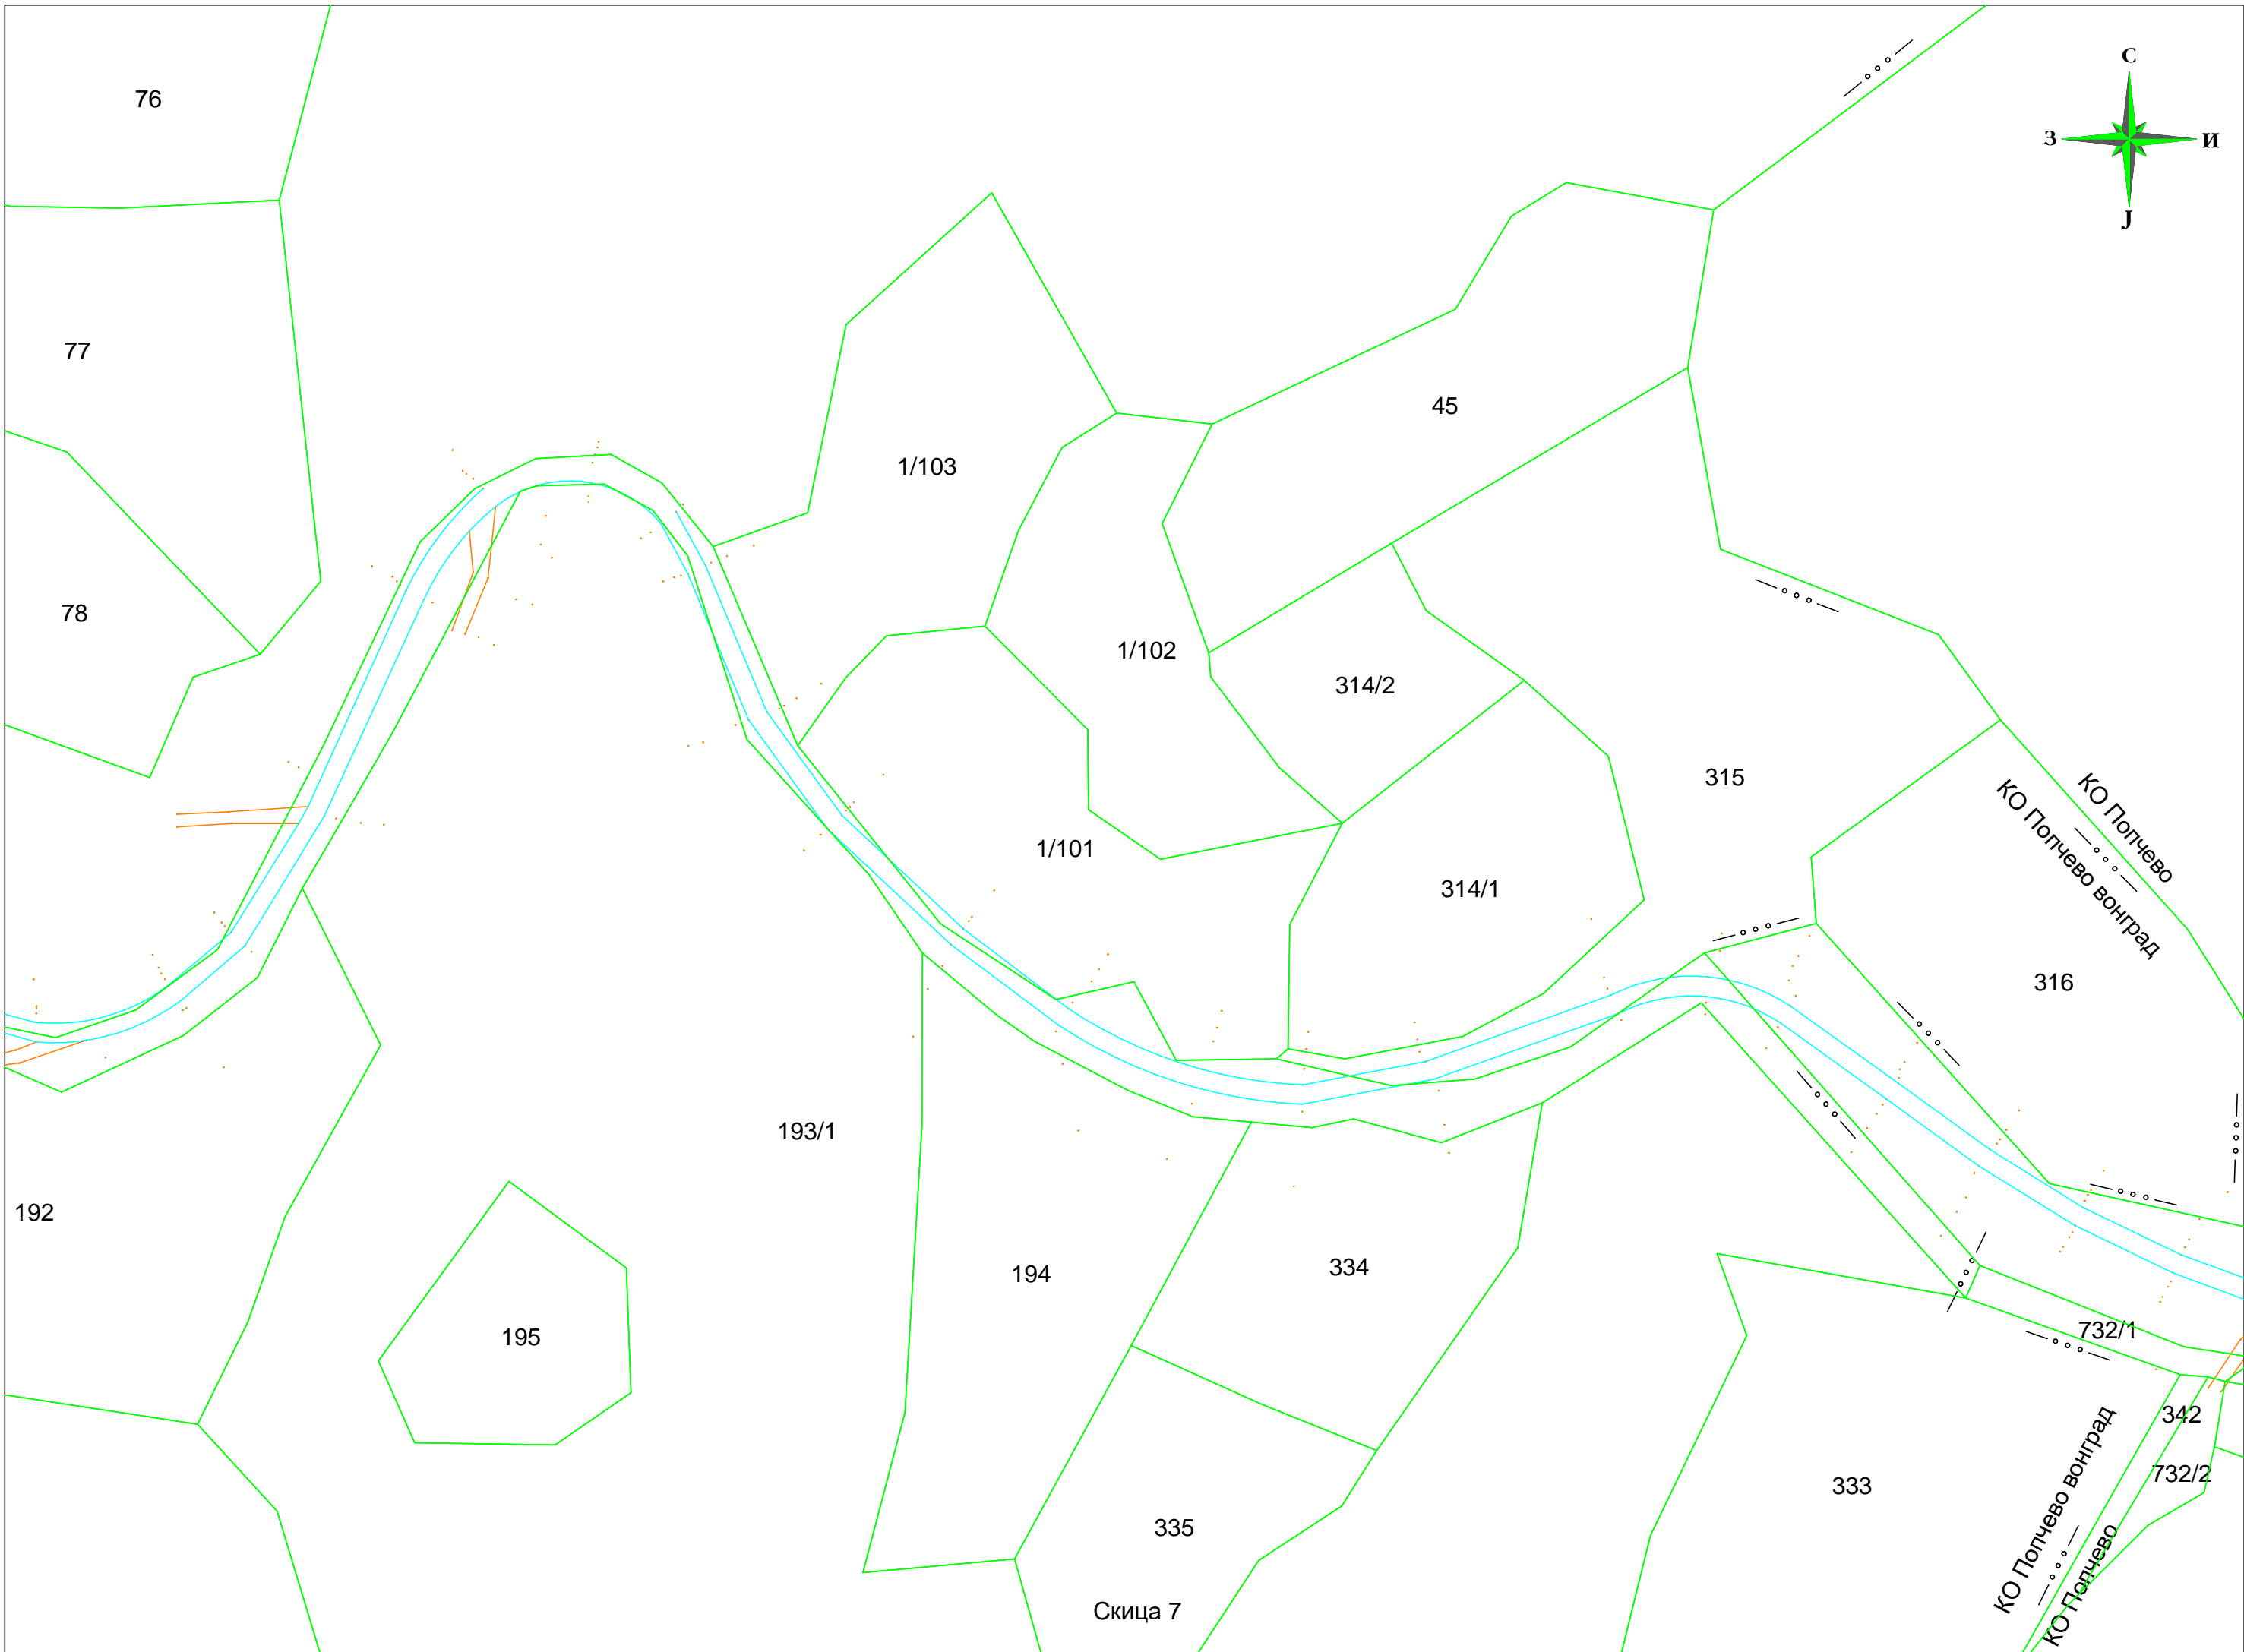 С
З И
Ј
76
77
45
1/103
78
1/102
314/2
315
КО Попчево
КО Попчево вонград
1/101
314/1
316
193/1
192
194
334
195
732/1
342
333
732/2
335
КО Попчево вонград
КО Попчево
Скица 7